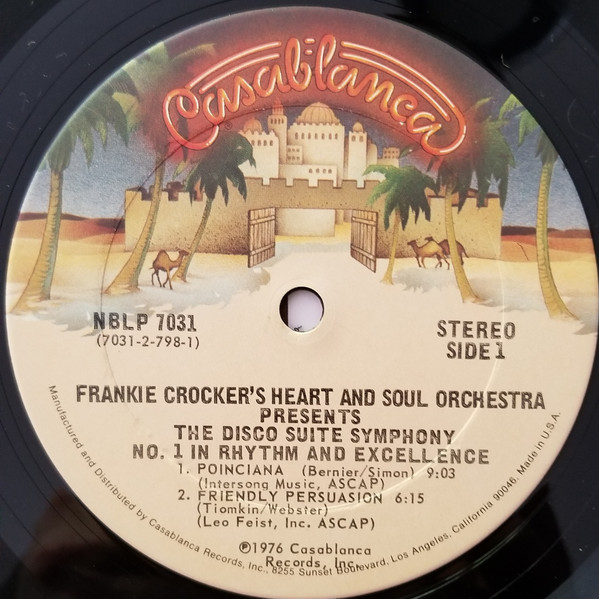 Casablanca
NBLP 7031
(7031-2-798-1)
STEREO
SIDE 1
FRANKIE CROCKER'S HEART AND SOUL ORCHESTRA
PRESENTS
THE DISCO SUITE SYMPHONY
NO. 1 IN RHYTHM AND EXCELLENCE
1. POINCIANA (Bernier/Simon) 9:03
(Intersong Music, ASCAP)
2. FRIENDLY PERSUASION 6:15
(Tiomkin/Webster)
(Leo Feist, Inc. ASCAP)
℗1976 Casablanca
Records, Inc.
Manufactured and Distributed by Casablanca Records, Inc., 8255 Sunset Boulevard, Los Angeles, California 90046, Made in U.S.A.